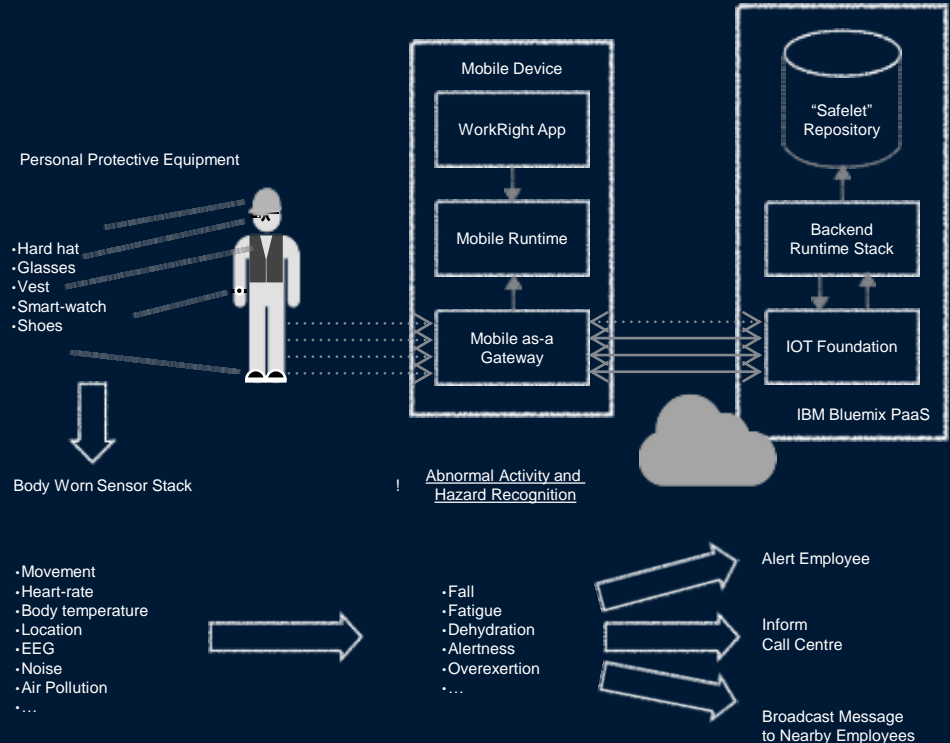 Personal Protective Equipment
•Hard hat
•Glasses
•Vest
•Smart-watch
•Shoes
Body Worn Sensor Stack
•Movement
•Heart-rate
•Body temperature
•Location
•EEG
•Noise
•Air Pollution
•…
Mobile Device
WorkRight App
Mobile Runtime
Mobile as-a
Gateway
“Safelet”
Repository
Backend
Runtime Stack
IOT Foundation
IBM Bluemix PaaS
! Abnormal Activity and
Hazard Recognition
•Fall
•Fatigue
•Dehydration
•Alertness
•Overexertion
•…
Alert Employee
Inform
Call Centre
Broadcast Message
to Nearby Employees